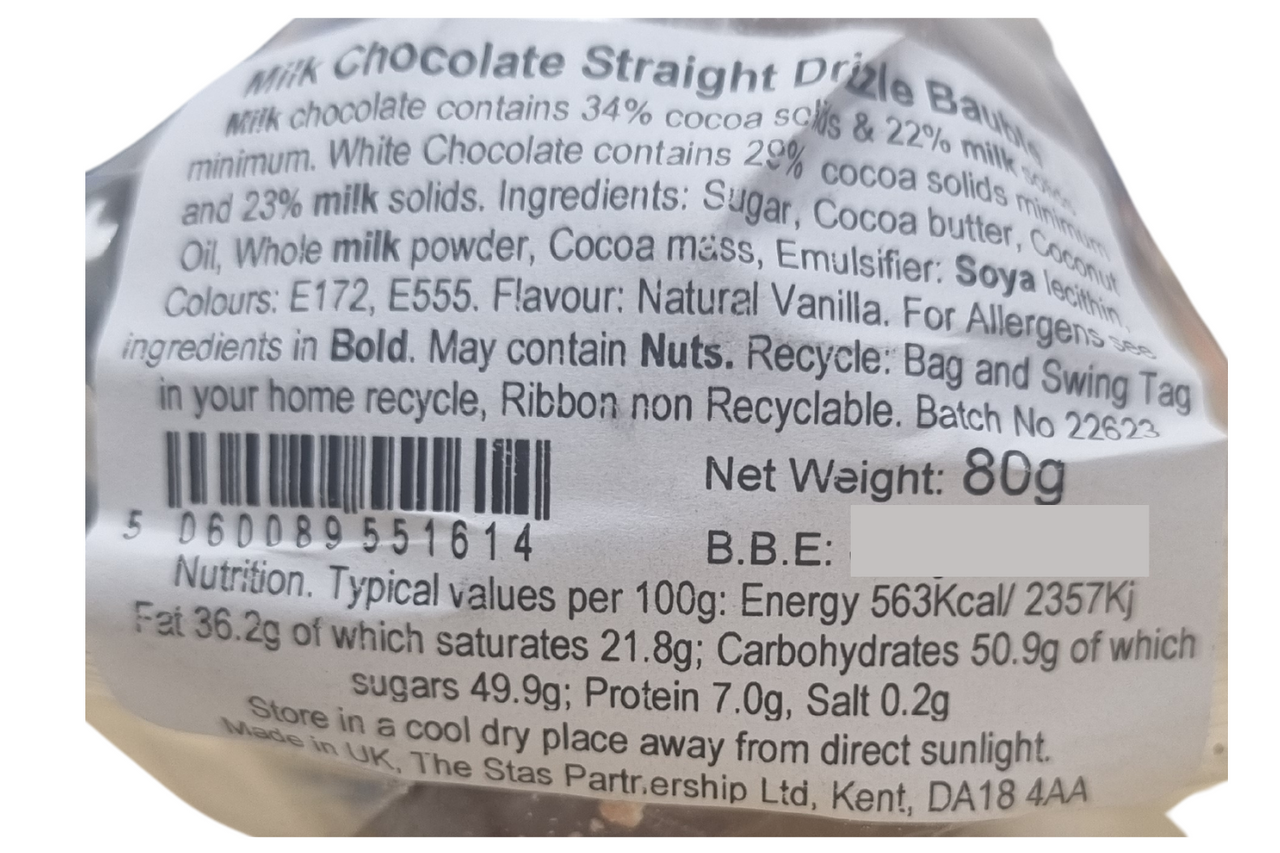 Milk Chocolate Straight Drizle Bauble
Milk chocolate contains 34% cocoa solids & 22% milk solids
minimum. White Chocolate contains 29% cocoa solids minimum
and 23% milk solids. Ingredients: Sugar, Cocoa butter, Coconut
Oil, Whole milk powder, Cocoa mass, Emulsifier: Soya lecithin,
Colours: E172, E555. Flavour: Natural Vanilla. For Allergens see
ingredients in Bold. May contain Nuts. Recycle: Bag and Swing Tag
in your home recycle, Ribbon non Recyclable. Batch No 22623
Net Weight: 80g
5 060089 551614
B.B.E:
Nutrition. Typical values per 100g: Energy 563Kcal/ 2357Kj
Fat 36.2g of which saturates 21.8g; Carbohydrates 50.9g of which
sugars 49.9g; Protein 7.0g, Salt 0.2g
Store in a cool dry place away from direct sunlight.
Made in UK, The Stas Partnership Ltd, Kent, DA18 4AA